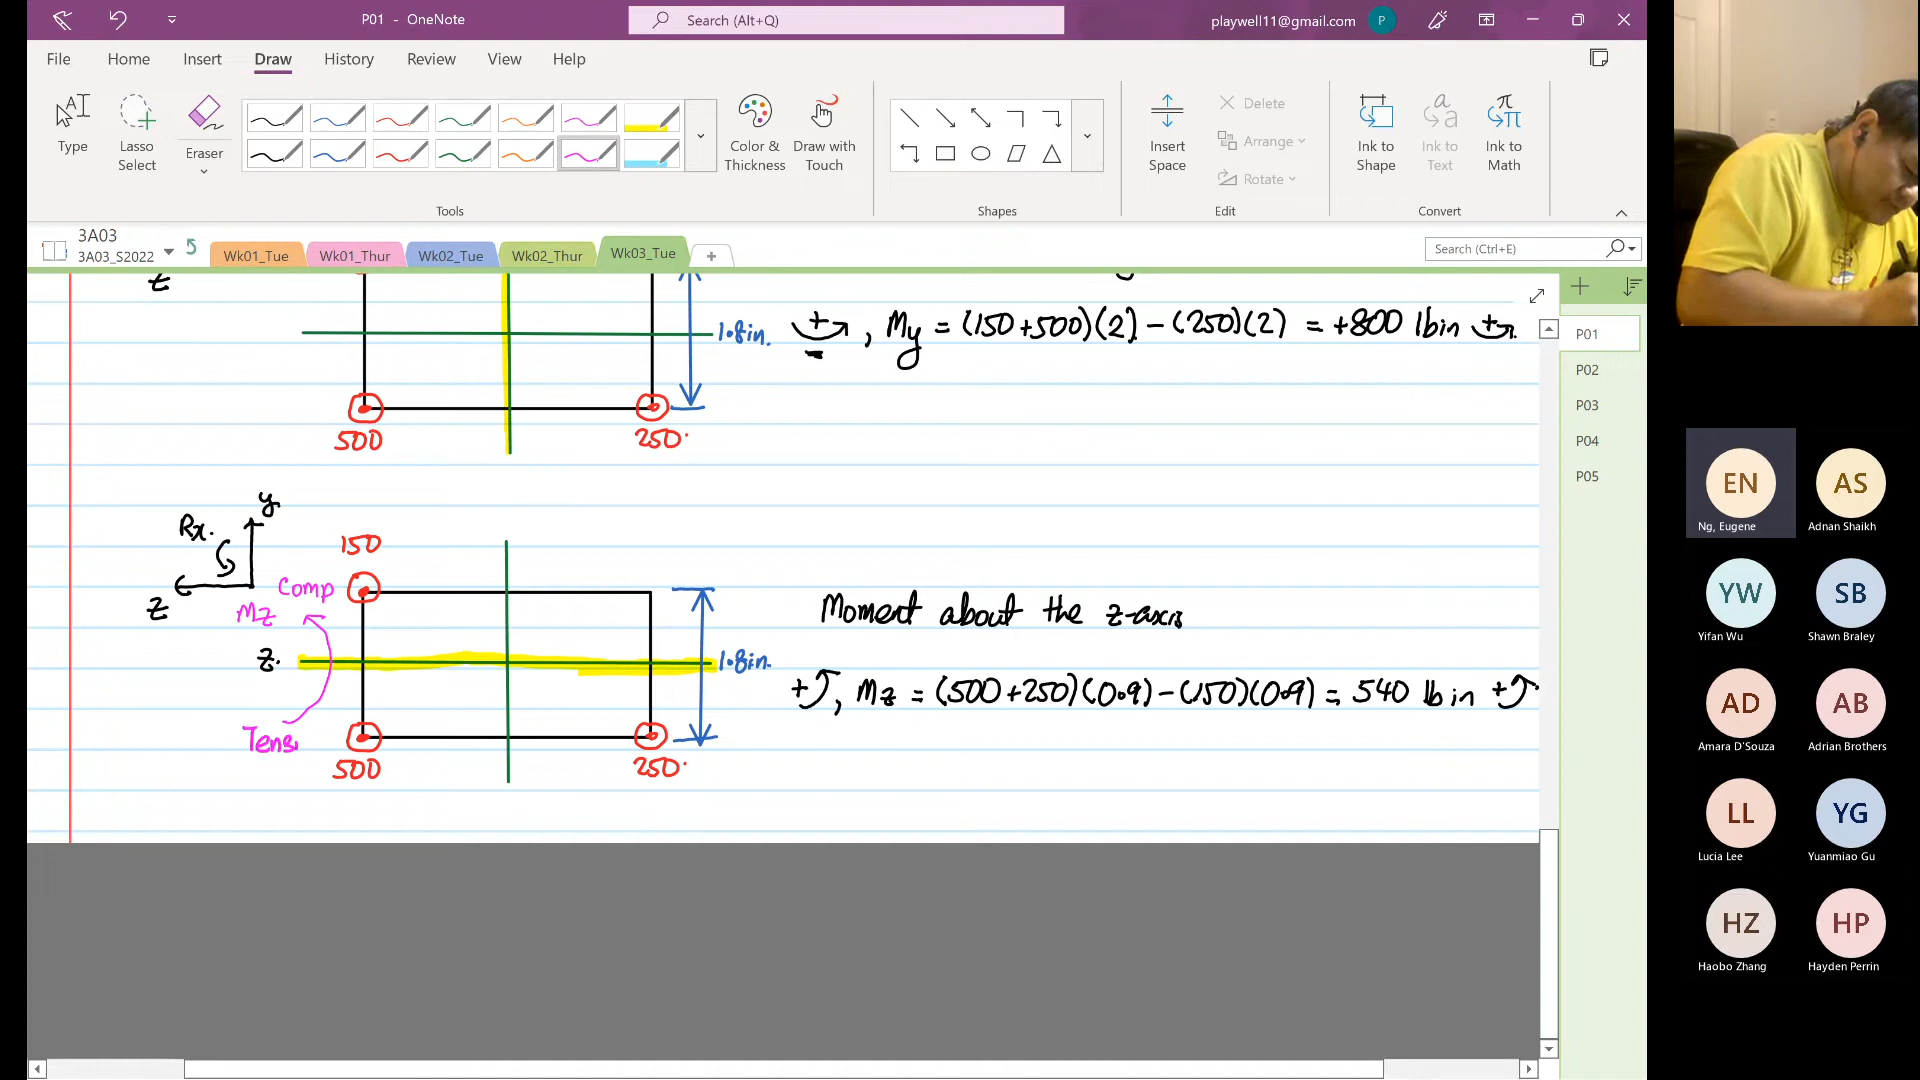 P01 - OneNote
Search (Alt+Q)
playwell11@gmail.com
P
File
Home
Insert
Draw
History
Review
View
Help
Type
Lasso Select
Eraser
Color & Thickness
Draw with Touch
Insert Space
Delete
Arrange
Rotate
Ink to Shape
Ink to Text
Ink to Math
Tools
Shapes
Edit
Convert
3A03
3A03_S2022
Wk01_Tue
Wk01_Thur
Wk02_Tue
Wk02_Thur
Wk03_Tue
Search (Ctrl+E)
P01
P02
P03
P04
P05
z
1.8in.
+, My = (150+500)(2) - (250)(2) = +800 lbin +
500
250
y
Rx.
150
Comp
z
Mz
Moment about the z-axis
z.
1.8in.
+, Mz = (500+250)(0.9) - (150)(0.9) = 540 lb in +
Tens.
500
250
EN
Ng, Eugene
AS
Adnan Shaikh
YW
Yifan Wu
SB
Shawn Braley
AD
Amara D'Souza
AB
Adrian Brothers
LL
Lucia Lee
YG
Yuanmiao Gu
HZ
Haobo Zhang
HP
Hayden Perrin